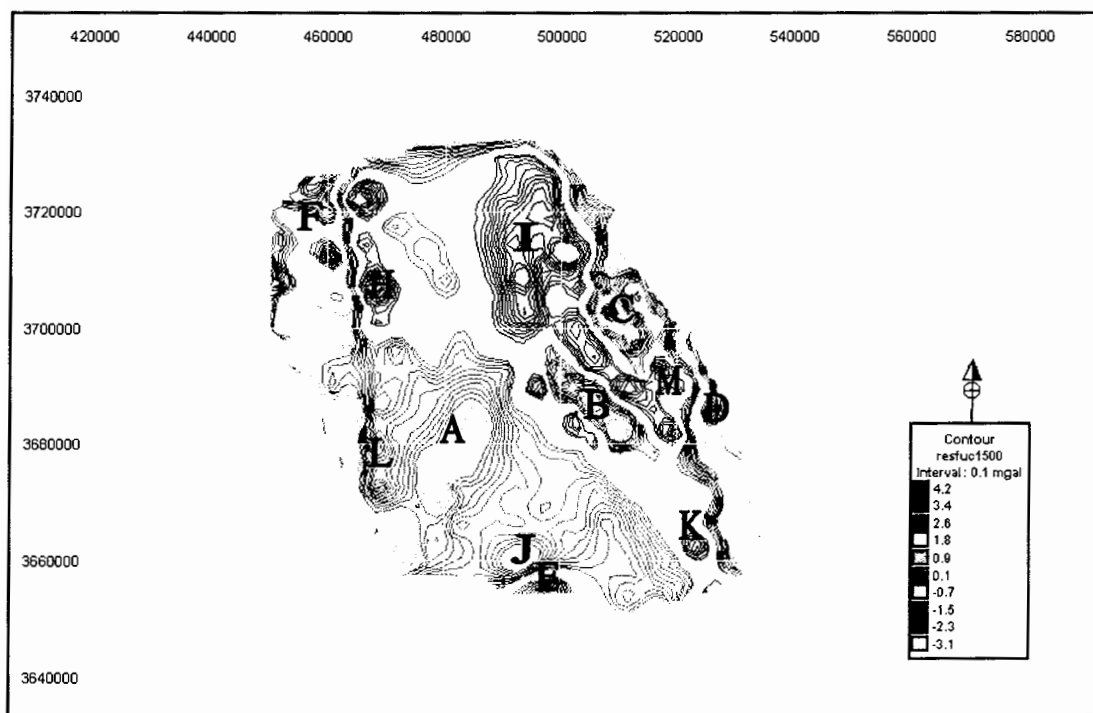 420000 440000 460000 480000 500000 520000 540000 560000 580000
3740000
3720000
F
I
H
3700000
C
M
B
D
A
3680000
L
K
J
3660000
E
3640000
Contour
resfuc1500
Interval: 0.1 mgal
4.2
3.4
2.6
1.8
0.9
0.1
-0.7
-1.5
-2.3
-3.1